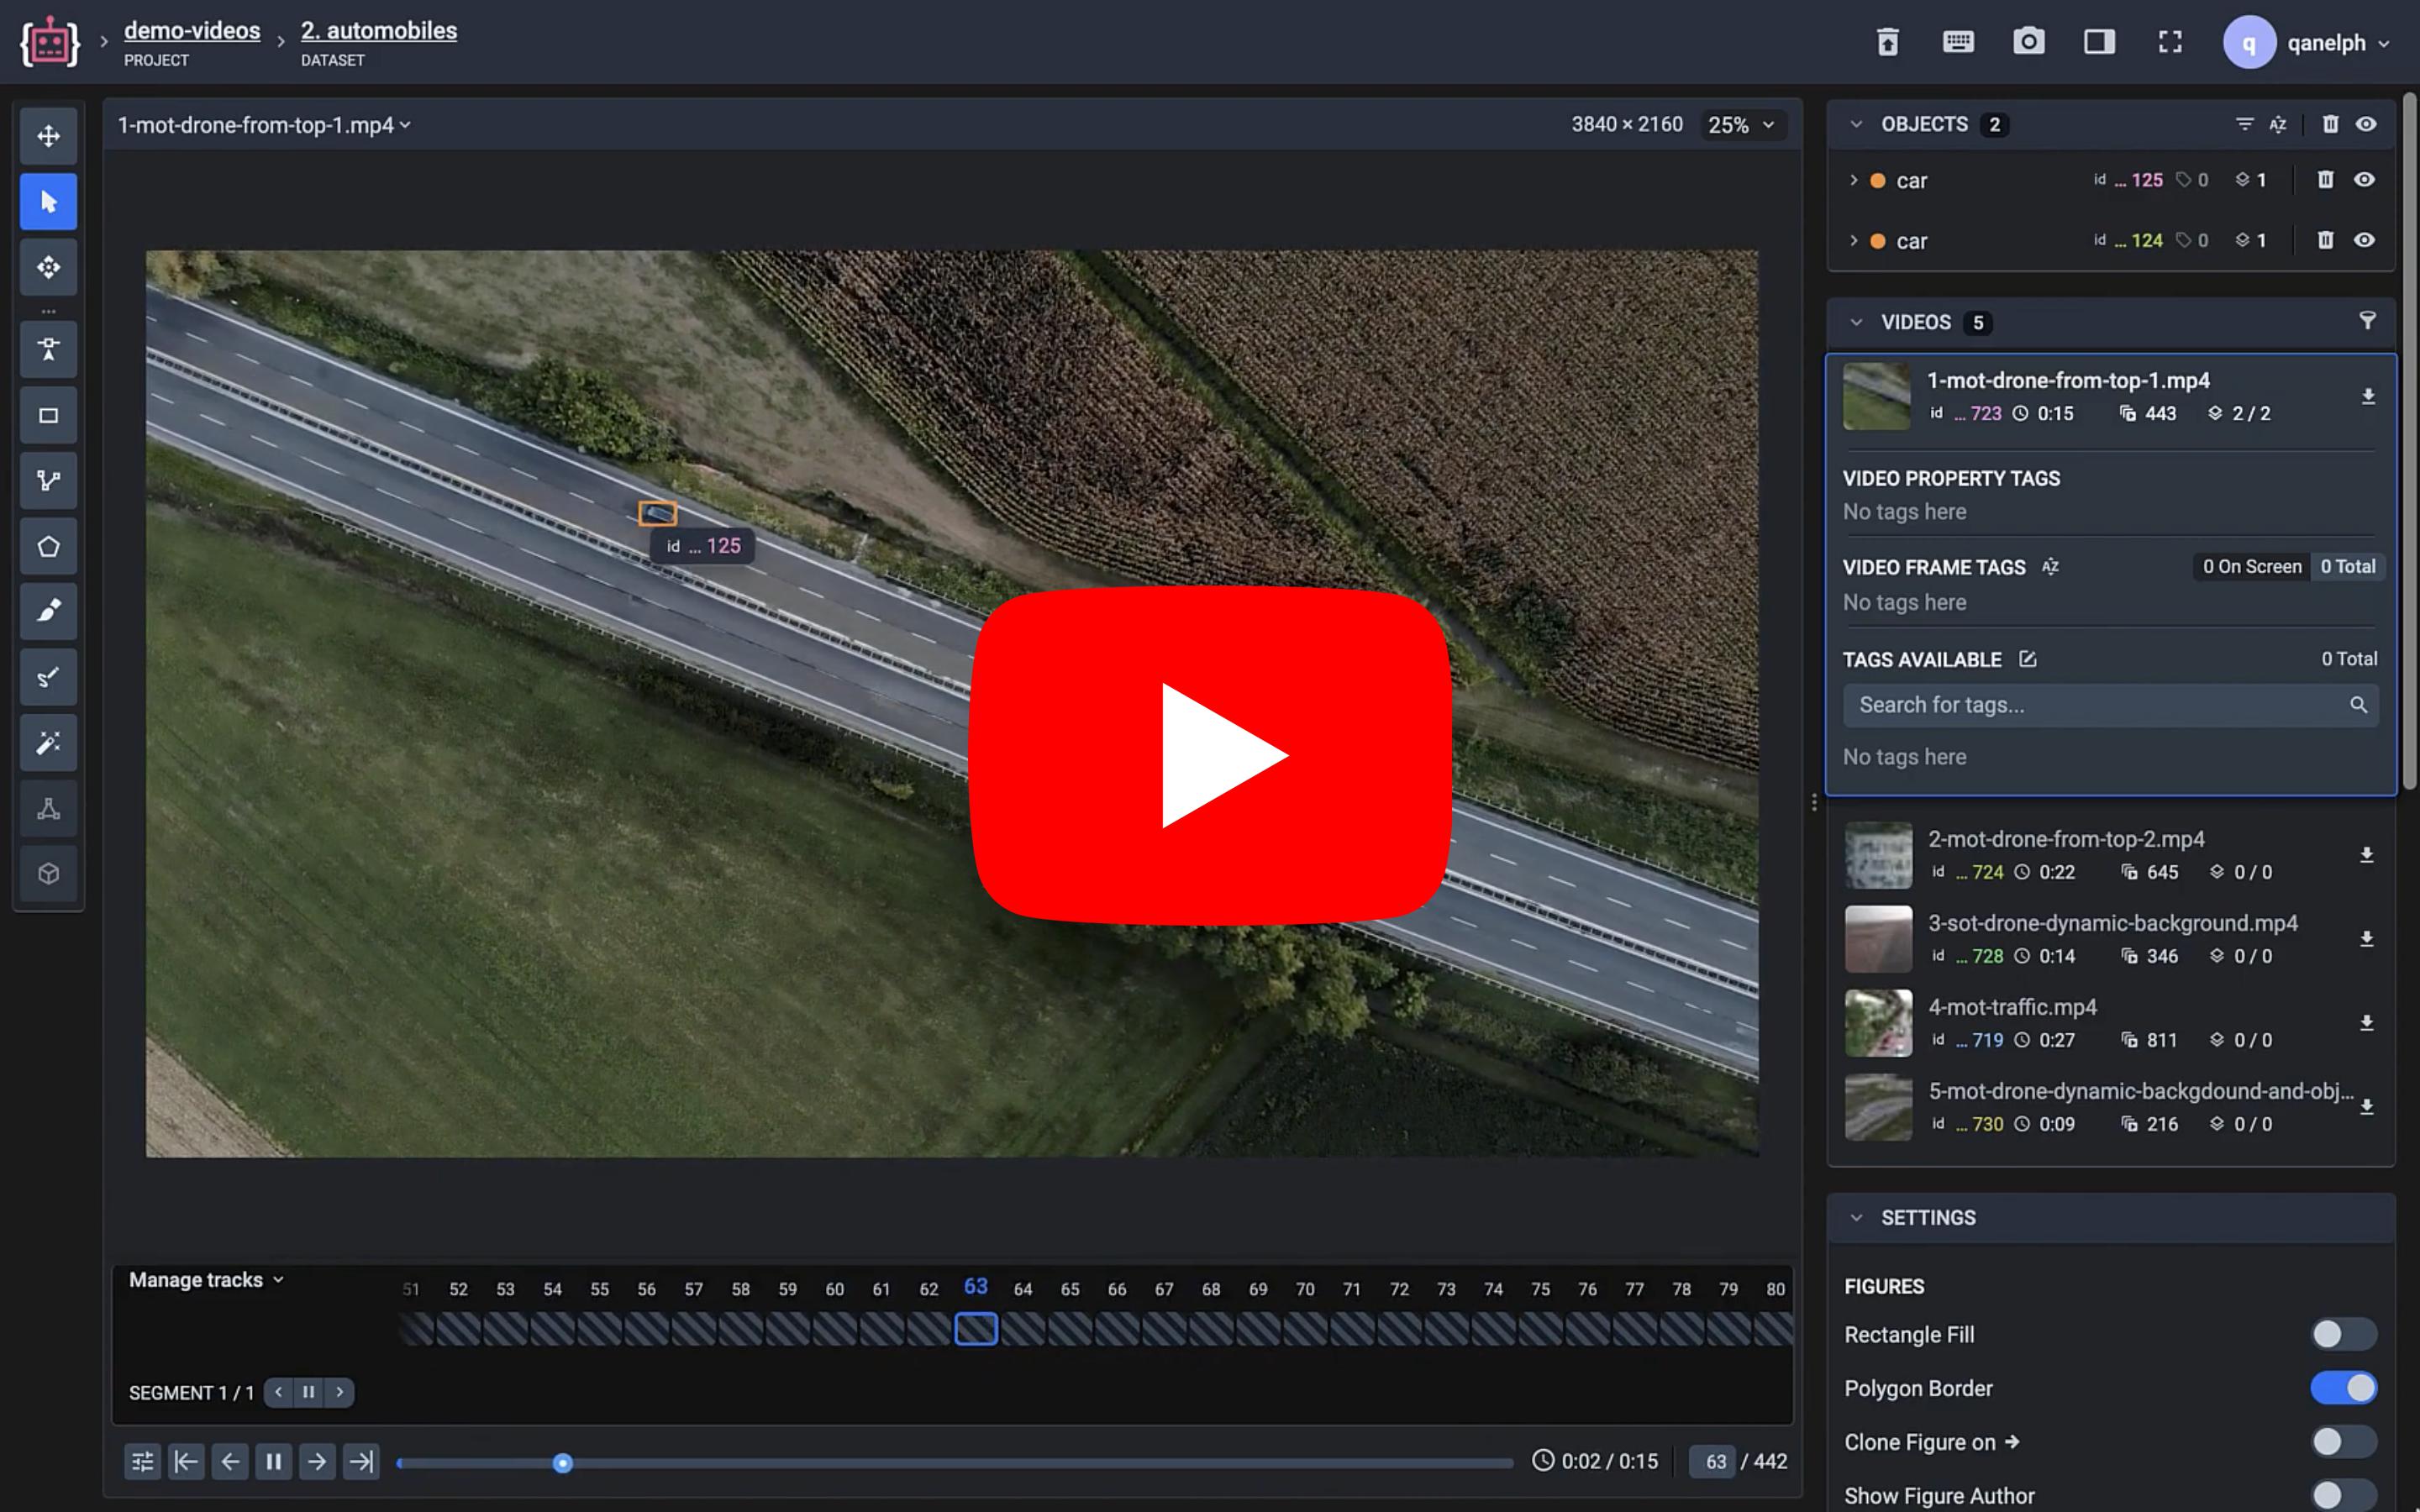 demo-videos
PROJECT
2. automobiles
DATASET
q
qanelph
1-mot-drone-from-top-1.mp4
3840 × 2160
25%
id ... 125
OBJECTS 2
car id ... 125 0 1
car id ... 124 0 1
VIDEOS 5
1-mot-drone-from-top-1.mp4
id ... 723 0:15 443 2 / 2
VIDEO PROPERTY TAGS
No tags here
VIDEO FRAME TAGS AZ 0 On Screen 0 Total
No tags here
TAGS AVAILABLE 0 Total
Search for tags...
No tags here
2-mot-drone-from-top-2.mp4
id ... 724 0:22 645 0 / 0
3-sot-drone-dynamic-background.mp4
id ... 728 0:14 346 0 / 0
4-mot-traffic.mp4
id ... 719 0:27 811 0 / 0
5-mot-drone-dynamic-backgdound-and-obj...
id ... 730 0:09 216 0 / 0
SETTINGS
FIGURES
Rectangle Fill
Polygon Border
Clone Figure on →
Show Figure Author
Manage tracks
51 52 53 54 55 56 57 58 59 60 61 62 63 64 65 66 67 68 69 70 71 72 73 74 75 76 77 78 79 80
SEGMENT 1 / 1
0:02 / 0:15
63 / 442